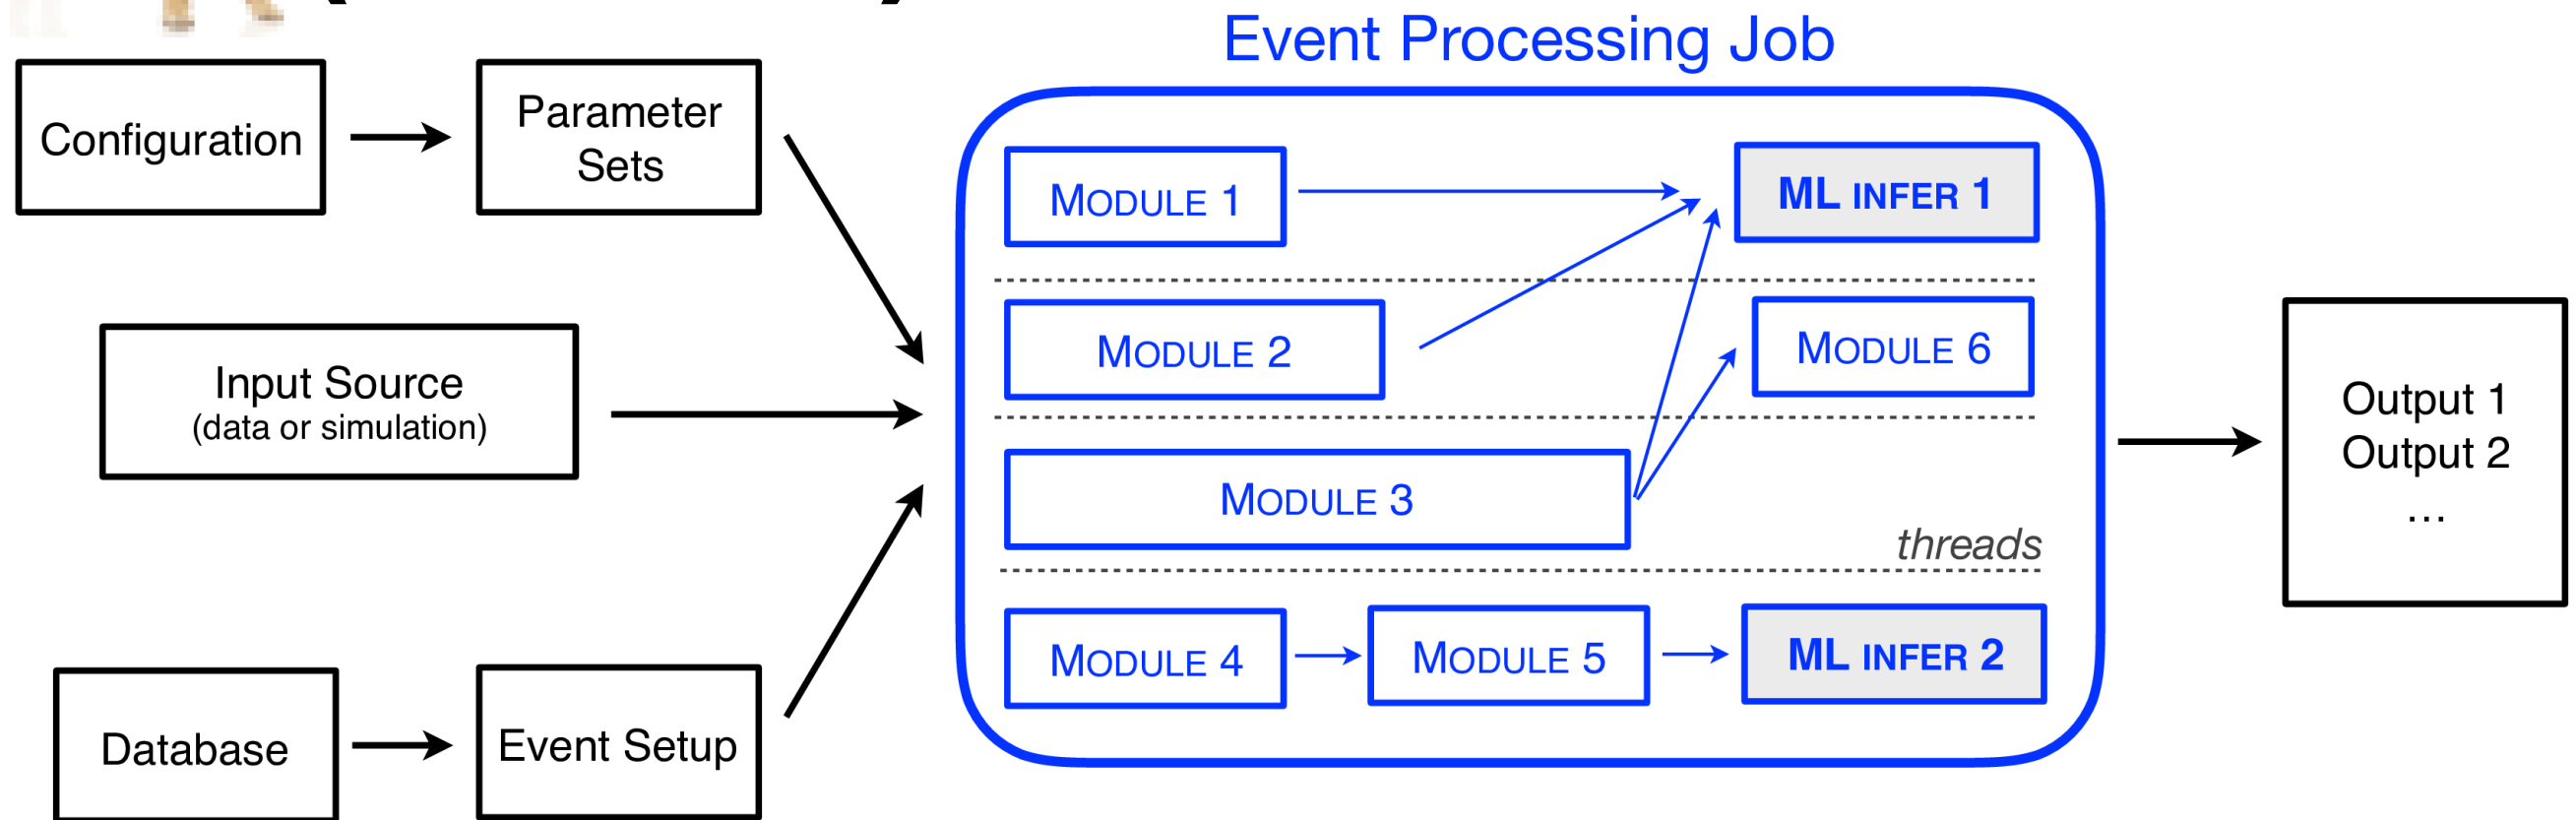 Event Processing Job
Configuration
Parameter
Sets
Input Source
(data or simulation)
Database
Event Setup
MODULE 1
ML INFER 1
MODULE 2
MODULE 6
MODULE 3
threads
MODULE 4
MODULE 5
ML INFER 2
Output 1
Output 2
...